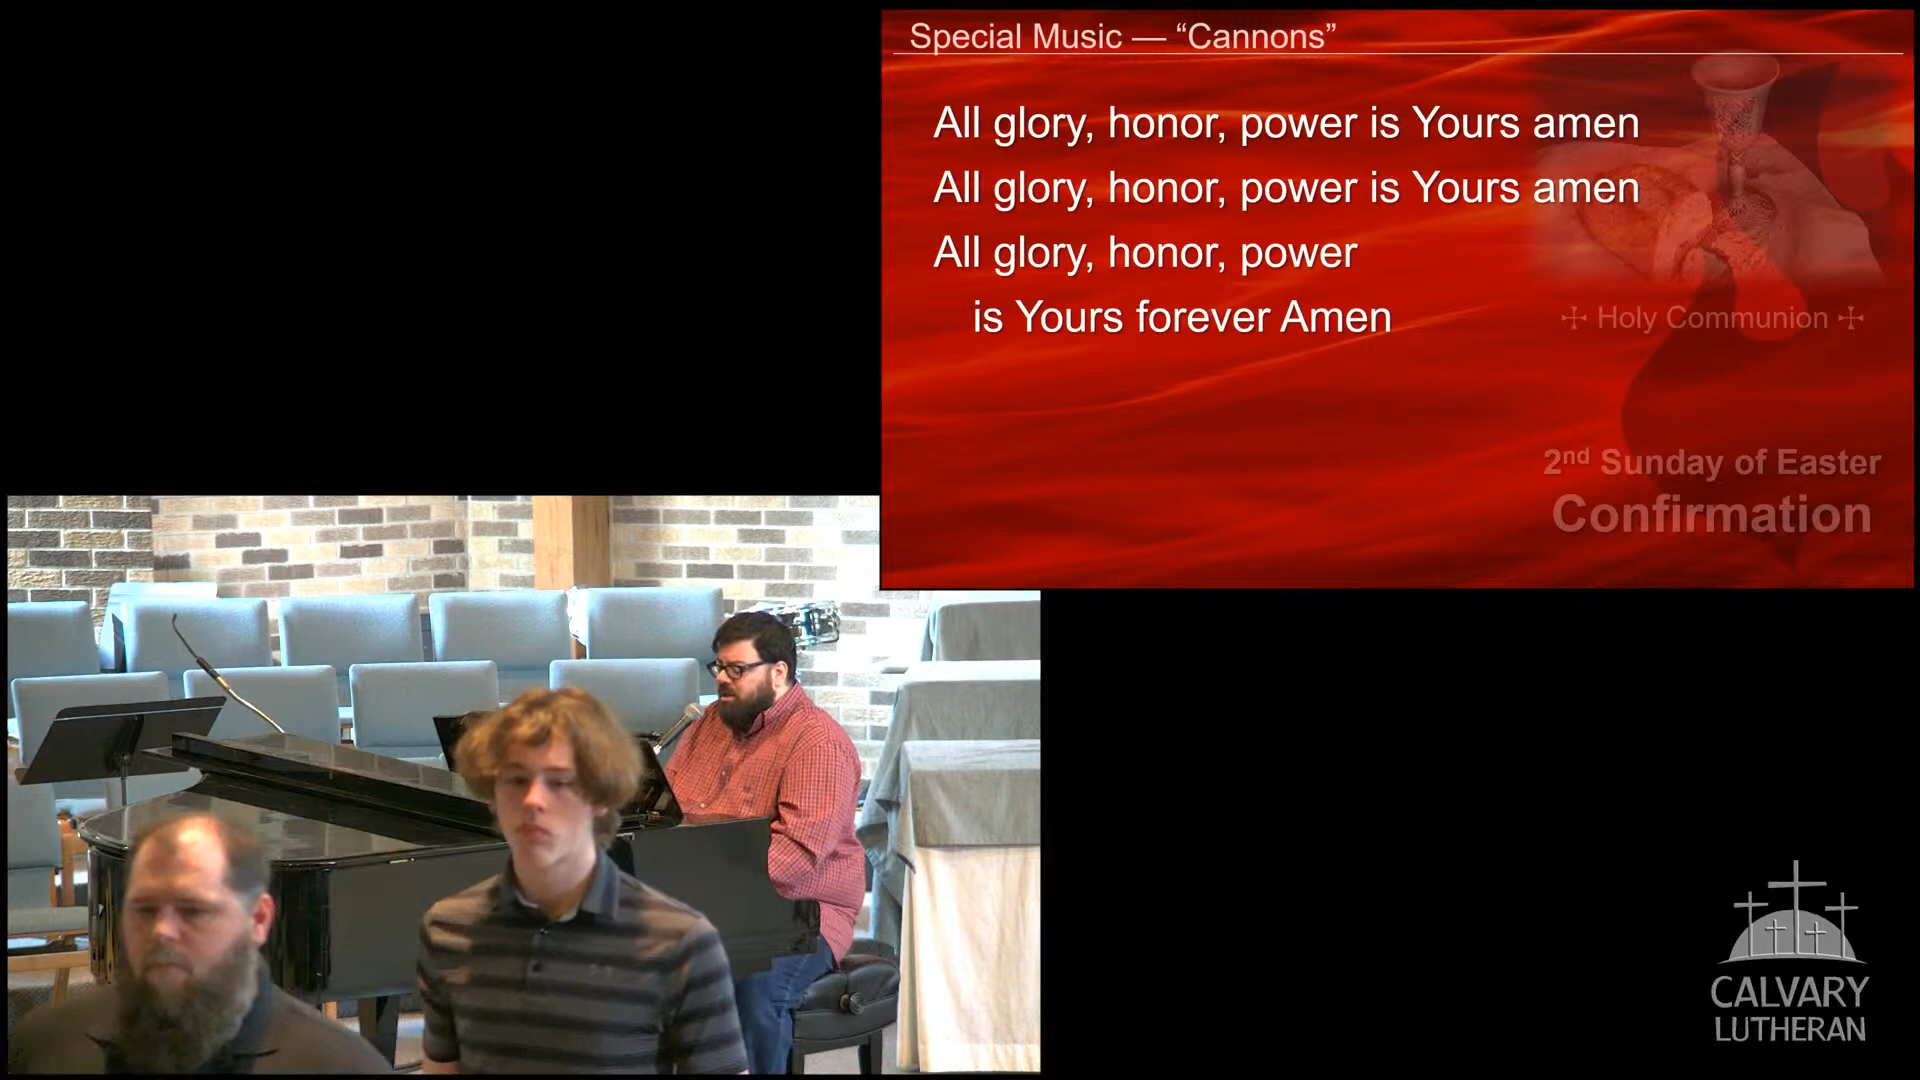 Special Music — “Cannons”
All glory, honor, power is Yours amen
All glory, honor, power is Yours amen
All glory, honor, power
is Yours forever Amen
☩ Holy Communion ☩
2nd Sunday of Easter
Confirmation
CALVARY
LUTHERAN